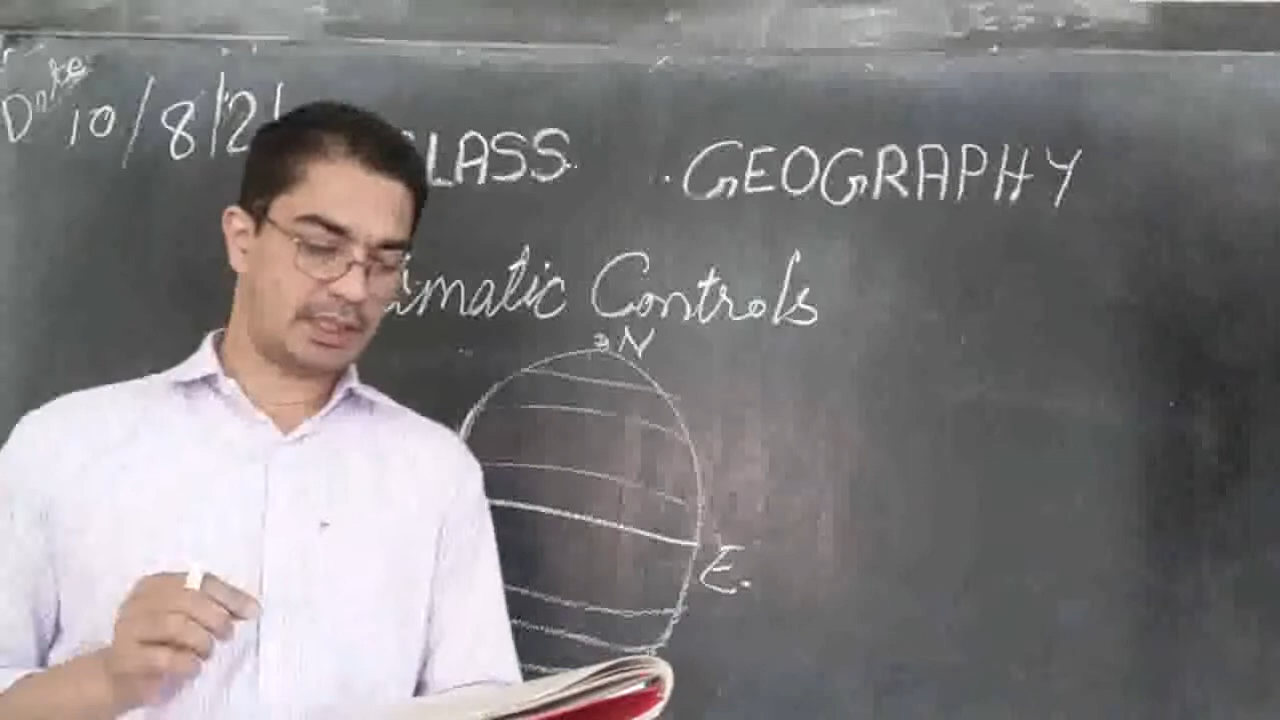 Date 10/8/21
LASS GEOGRAPHY
imatic Controls
N
E.